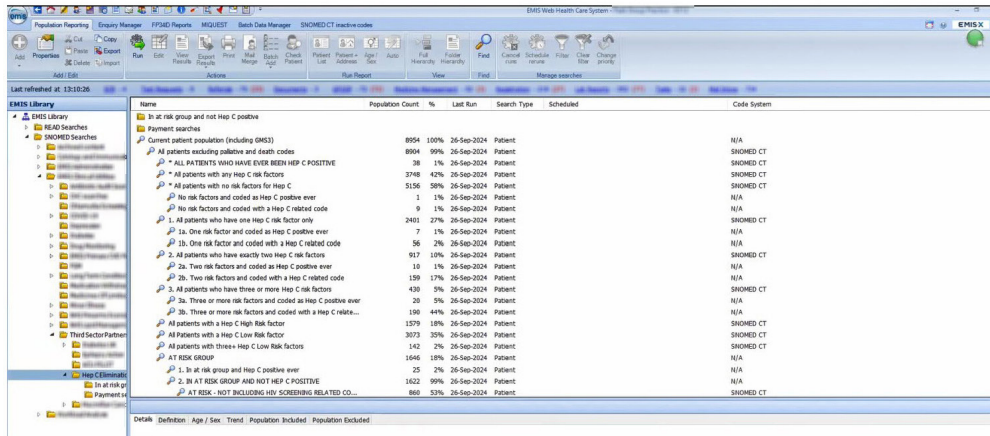 emis
EMIS Web Health Care System -
Population Reporting Enquiry Manager FP34D Reports MIQUEST Batch Data Manager SNOMED CT inactive codes
EMIS X
Add Properties Cut Copy Paste Export Delete Import
Run Edit View Results Export Results Print Mail Merge Batch Add Check Patient
Patient List Patient+ Address Age / Sex Auto
Full Hierarchy Footer Hierarchy
Find
Cancel runs Schedule reruns Filter Clear filter Change priority
Add / Edit Actions Run Report View Find Manage searches
Last refreshed at 13:10:26
EMIS Library
EMIS Library
READ Searches
SNOMED Searches
Third Sector Partner
Hep C Eliminatic
In at risk gr
Payment se
Name Population Count % Last Run Search Type Scheduled Code System
In at risk group and not Hep C positive
Payment searches
Current patient population (including GMS3) 8954 100% 26-Sep-2024 Patient N/A
All patients excluding palliative and death codes 8904 99% 26-Sep-2024 Patient SNOMED CT
* ALL PATIENTS WHO HAVE EVER BEEN HEP C POSITIVE 38 1% 26-Sep-2024 Patient SNOMED CT
* All patients with any Hep C risk factors 3748 42% 26-Sep-2024 Patient SNOMED CT
* All patients with no risk factors for Hep C 5156 58% 26-Sep-2024 Patient SNOMED CT
No risk factors and coded as Hep C positive ever 1 1% 26-Sep-2024 Patient N/A
No risk factors and coded with a Hep C related code 9 1% 26-Sep-2024 Patient N/A
1. All patients who have one Hep C risk factor only 2401 27% 26-Sep-2024 Patient SNOMED CT
1a. One risk factor and coded as Hep C positive ever 7 1% 26-Sep-2024 Patient N/A
1b. One risk factor and coded with a Hep C related code 56 2% 26-Sep-2024 Patient N/A
2. All patients who have exactly two Hep C risk factors 917 10% 26-Sep-2024 Patient SNOMED CT
2a. Two risk factors and coded as Hep C positive ever 10 1% 26-Sep-2024 Patient N/A
2b. Two risk factors and coded with a Hep C related code 159 17% 26-Sep-2024 Patient N/A
3. All patients who have three or more Hep C risk factors 430 5% 26-Sep-2024 Patient SNOMED CT
3a. Three or more risk factors and coded as Hep C positive ever 20 5% 26-Sep-2024 Patient N/A
3b. Three or more risk factors and coded with a Hep C relate... 190 44% 26-Sep-2024 Patient N/A
All patients with a Hep C High Risk factor 1579 18% 26-Sep-2024 Patient SNOMED CT
All Patients with a Hep C Low Risk factor 3073 35% 26-Sep-2024 Patient SNOMED CT
All patients with three+ Hep C Low Risk factors 142 2% 26-Sep-2024 Patient SNOMED CT
AT RISK GROUP 1646 18% 26-Sep-2024 Patient N/A
1. In at risk group and Hep C positive ever 25 2% 26-Sep-2024 Patient N/A
2. IN AT RISK GROUP AND NOT HEP C POSITIVE 1622 99% 26-Sep-2024 Patient N/A
AT RISK - NOT INCLUDING HIV SCREENING RELATED CO... 860 53% 26-Sep-2024 Patient SNOMED CT
Details Definition Age / Sex Trend Population Included Population Excluded